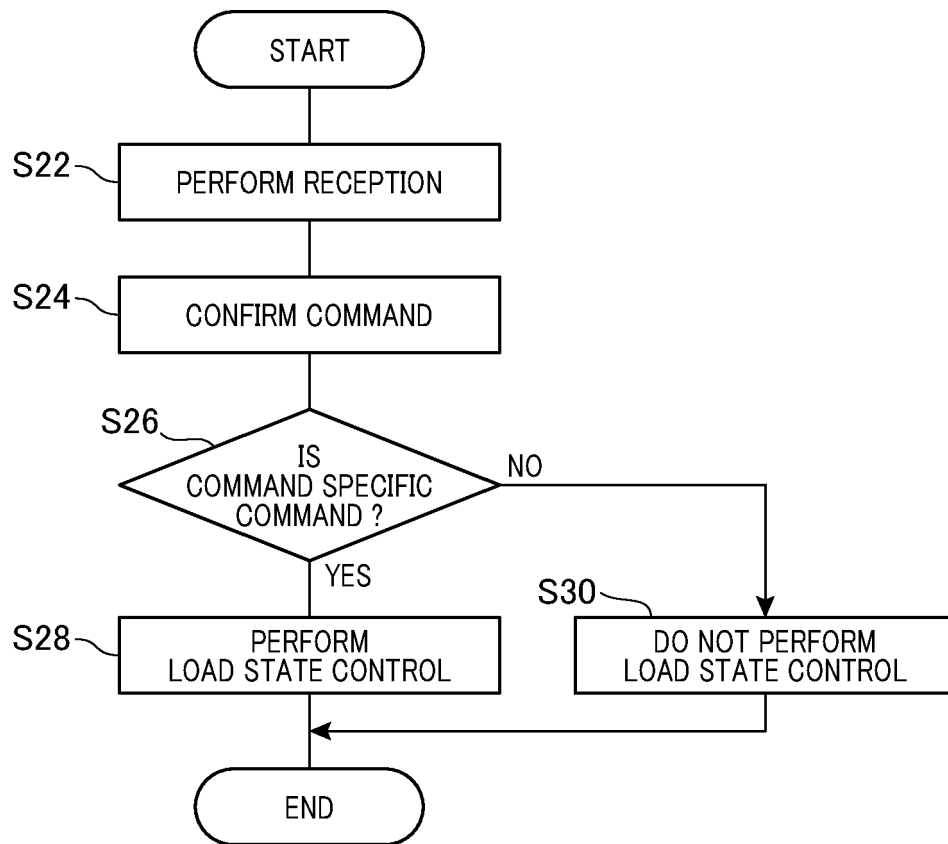 START
S22
PERFORM RECEPTION
S24
CONFIRM COMMAND
S26
IS
COMMAND SPECIFIC
COMMAND ?
NO
YES
S28
PERFORM
LOAD STATE CONTROL
S30
DO NOT PERFORM
LOAD STATE CONTROL
END